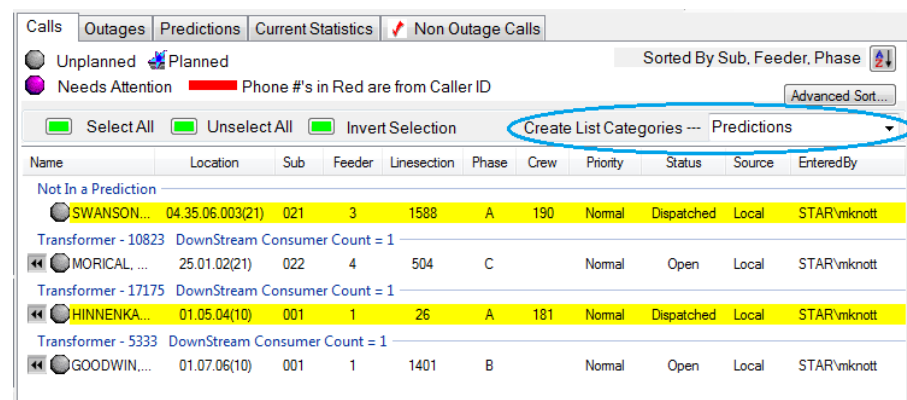 Calls Outages Predictions Current Statistics Non Outage Calls
Unplanned Planned Sorted By Sub, Feeder, Phase
Needs Attention Phone #'s in Red are from Caller ID Advanced Sort...
Select All Unselect All Invert Selection Create List Categories --- Predictions
Name Location Sub Feeder Linesection Phase Crew Priority Status Source EnteredBy
Not In a Prediction
SWANSON... 04.35.06.003(21) 021 3 1588 A 190 Normal Dispatched Local STAR\mknott
Transformer - 10823 DownStream Consumer Count = 1
MORICAL, ... 25.01.02(21) 022 4 504 C Normal Open Local STAR\mknott
Transformer - 17175 DownStream Consumer Count = 1
HINNENKA... 01.05.04(10) 001 1 26 A 181 Normal Dispatched Local STAR\mknott
Transformer - 5333 DownStream Consumer Count = 1
GOODWIN,... 01.07.06(10) 001 1 1401 B Normal Open Local STAR\mknott